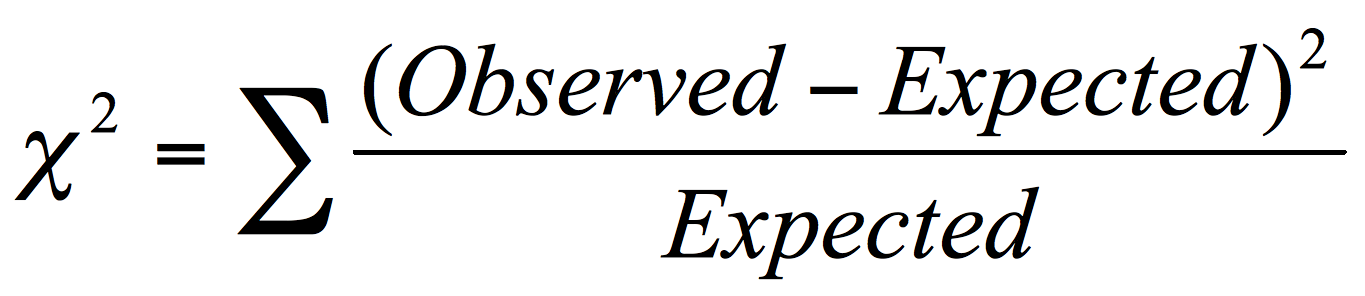 χ² = ∑ (Observed − Expected)² / Expected